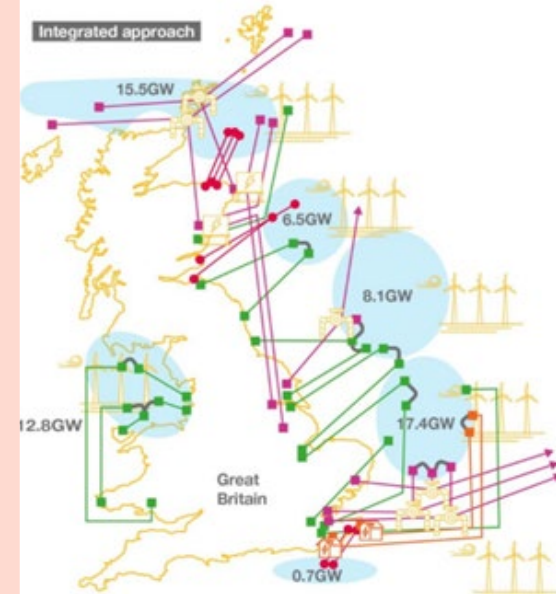 Integrated approach
15.5GW
6.5GW
8.1GW
12.8GW
17.4GW
Great
Britain
0.7GW